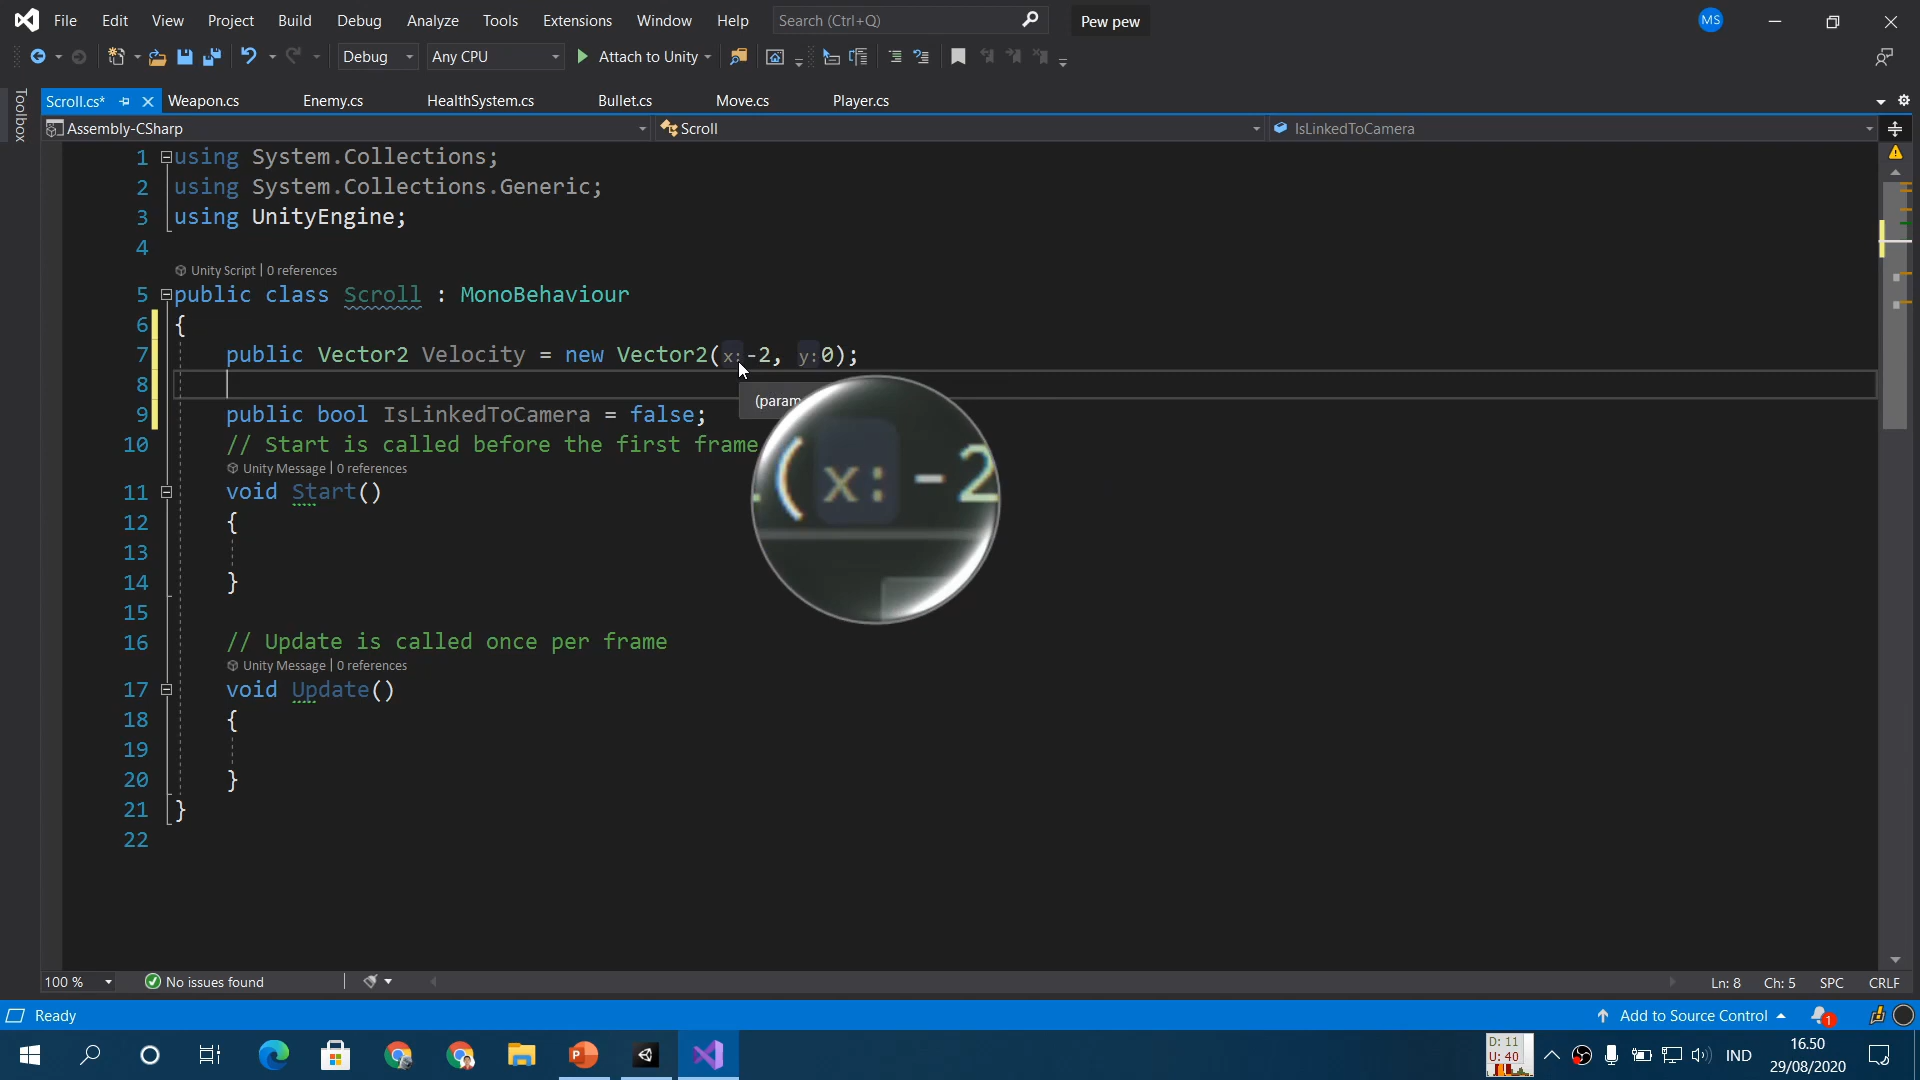 File Edit View Project Build Debug Analyze Tools Extensions Window Help Search (Ctrl+Q) Pew pew MS
Debug Any CPU Attach to Unity
Toolbox
Scroll.cs* Weapon.cs Enemy.cs HealthSystem.cs Bullet.cs Move.cs Player.cs
Assembly-CSharp Scroll IsLinkedToCamera
1 using System.Collections;
2 using System.Collections.Generic;
3 using UnityEngine;
4
Unity Script | 0 references
5 public class Scroll : MonoBehaviour
6 {
7 public Vector2 Velocity = new Vector2(x:-2, y:0);
8
(param
9 public bool IsLinkedToCamera = false;
10 // Start is called before the first frame
(x: -2
Unity Message | 0 references
11 void Start()
12 {
13
14 }
15
16 // Update is called once per frame
Unity Message | 0 references
17 void Update()
18 {
19
20 }
21 }
22
100 % No issues found Ln: 8 Ch: 5 SPC CRLF
Ready Add to Source Control 1
D: 11
U: 40
IND
16.50
29/08/2020